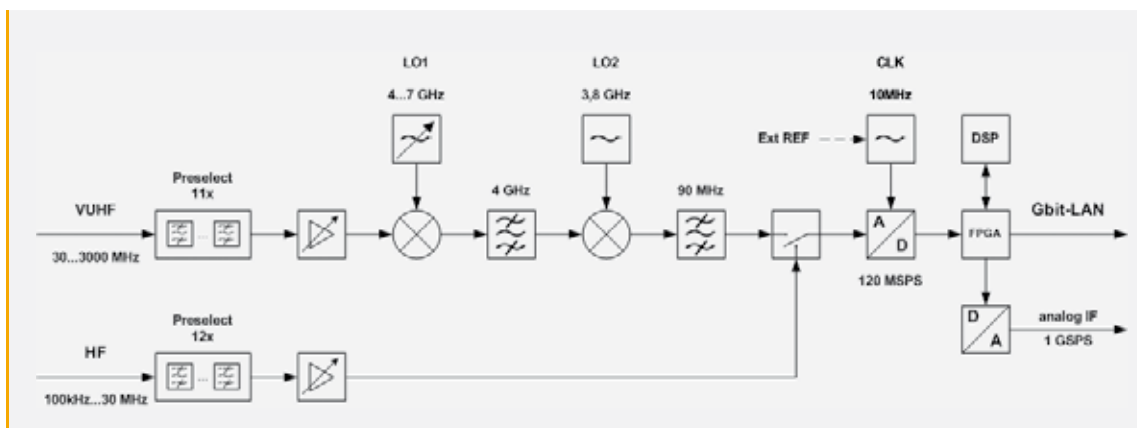 LO1
LO2
CLK
4...7 GHz
3,8 GHz
10MHz
Ext REF
DSP
Preselect
11x
VUHF
4 GHz
90 MHz
Gbit-LAN
A
D
FPGA
30...3000 MHz
120 MSPS
Preselect
12x
D
A
analog IF
1 GSPS
HF
100kHz...30 MHz